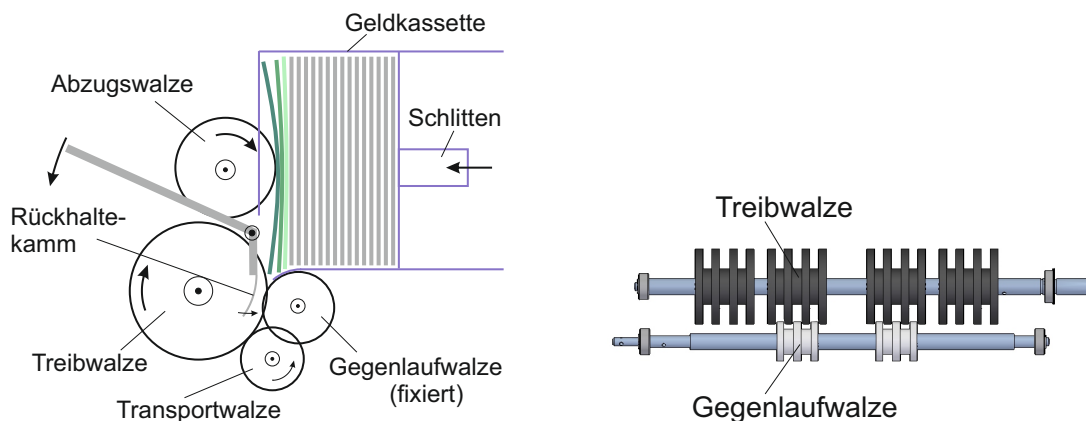 Geldkassette
Abzugswalze
Schlitten
Rückhalte-
kamm
Treibwalze
Transportwalze
Gegenlaufwalze
(fixiert)
Treibwalze
Gegenlaufwalze